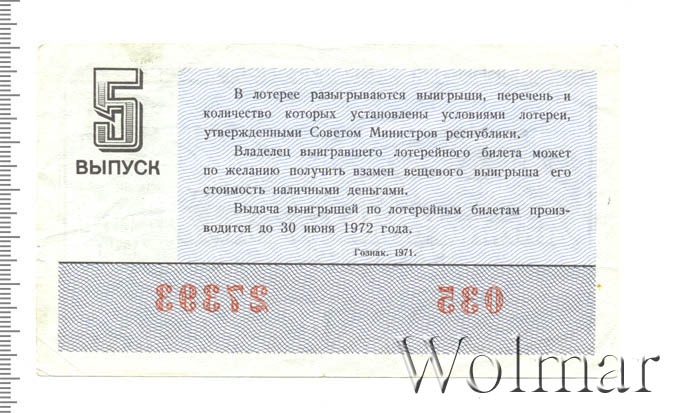 5
ВЫПУСК
В лотерее разыгрываются выигрыши, перечень и
количество которых установлены условиями лотереи,
утвержденными Советом Министров республики.
Владелец выигравшего лотерейного билета может
по желанию получить взамен вещевого выигрыша его
стоимость наличными деньгами.
Выдача выигрышей по лотерейным билетам произ-
водится до 30 июня 1972 года.
Гознак. 1971.
Wolmar